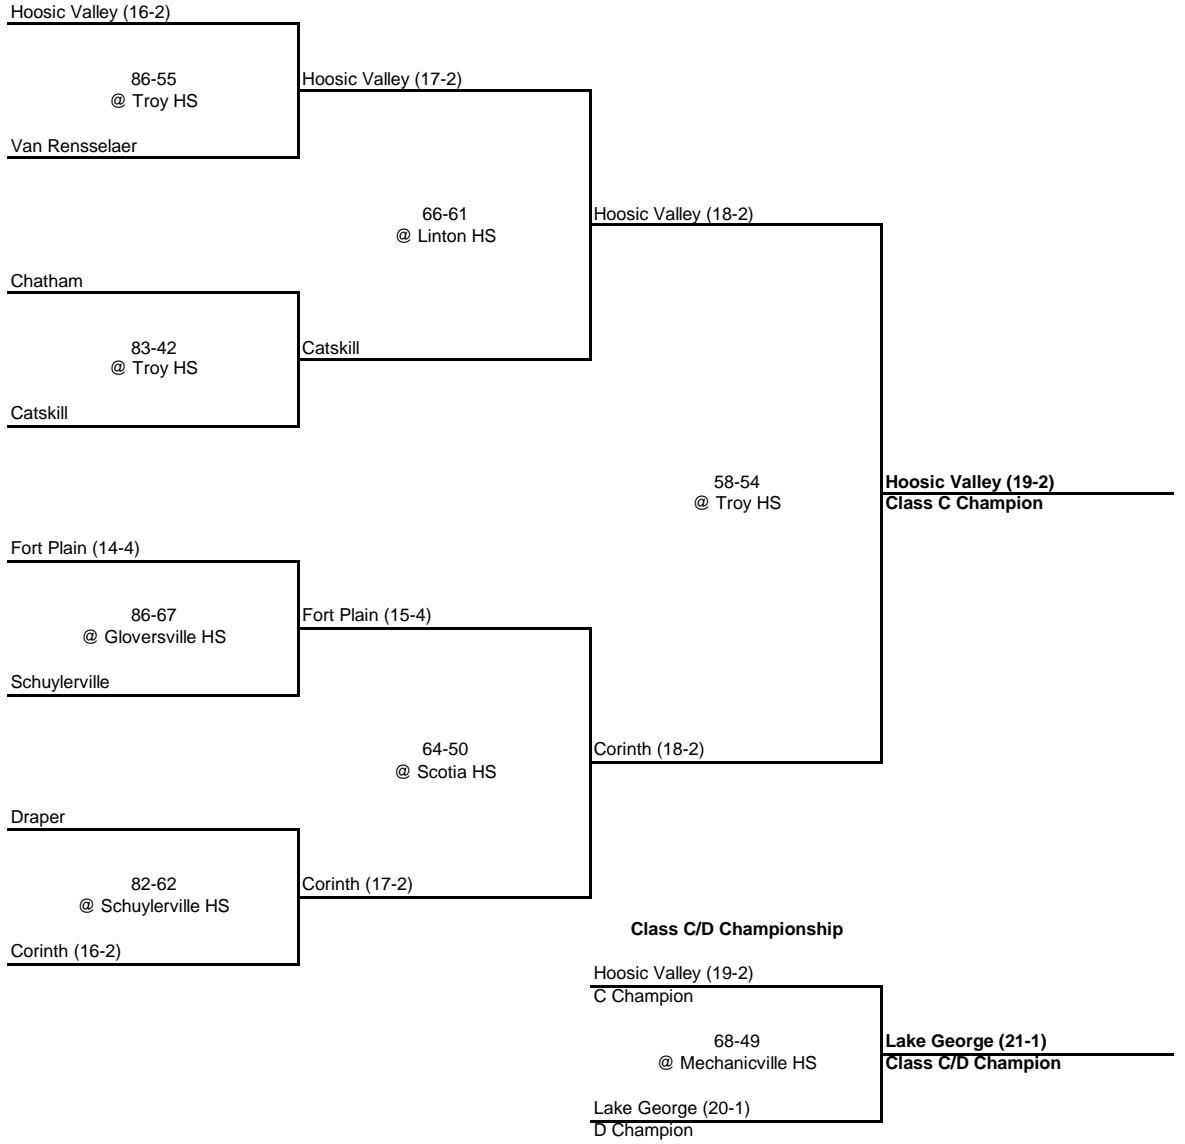 Hoosic Valley (16-2)
86-55
@ Troy HS
Hoosic Valley (17-2)
Van Rensselaer
66-61
@ Linton HS
Hoosic Valley (18-2)
Chatham
83-42
@ Troy HS
Catskill
Catskill
58-54
@ Troy HS
Hoosic Valley (19-2)
Class C Champion
Fort Plain (14-4)
86-67
@ Gloversville HS
Fort Plain (15-4)
Schuylerville
64-50
@ Scotia HS
Corinth (18-2)
Draper
82-62
@ Schuylerville HS
Corinth (17-2)
Corinth (16-2)
Class C/D Championship
Hoosic Valley (19-2)
C Champion
68-49
@ Mechanicville HS
Lake George (21-1)
Class C/D Champion
Lake George (20-1)
D Champion